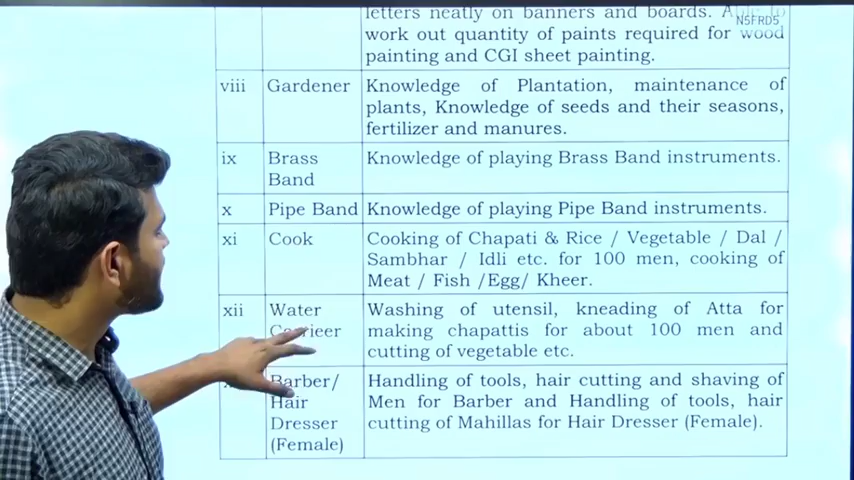 letters neatly on banners and boards. Able to
N5FRD5
work out quantity of paints required for wood
painting and CGI sheet painting.
viii Gardener Knowledge of Plantation, maintenance of
plants, Knowledge of seeds and their seasons,
fertilizer and manures.
ix Brass Knowledge of playing Brass Band instruments.
Band
x Pipe Band Knowledge of playing Pipe Band instruments.
xi Cook Cooking of Chapati & Rice / Vegetable / Dal /
Sambhar / Idli etc. for 100 men, cooking of
Meat / Fish /Egg/ Kheer.
xii Water Washing of utensil, kneading of Atta for
making chapattis for about 100 men and
cutting of vegetable etc.
Barber/ Handling of tools, hair cutting and shaving of
Hair Men for Barber and Handling of tools, hair
Dresser cutting of Mahillas for Hair Dresser (Female).
(Female)